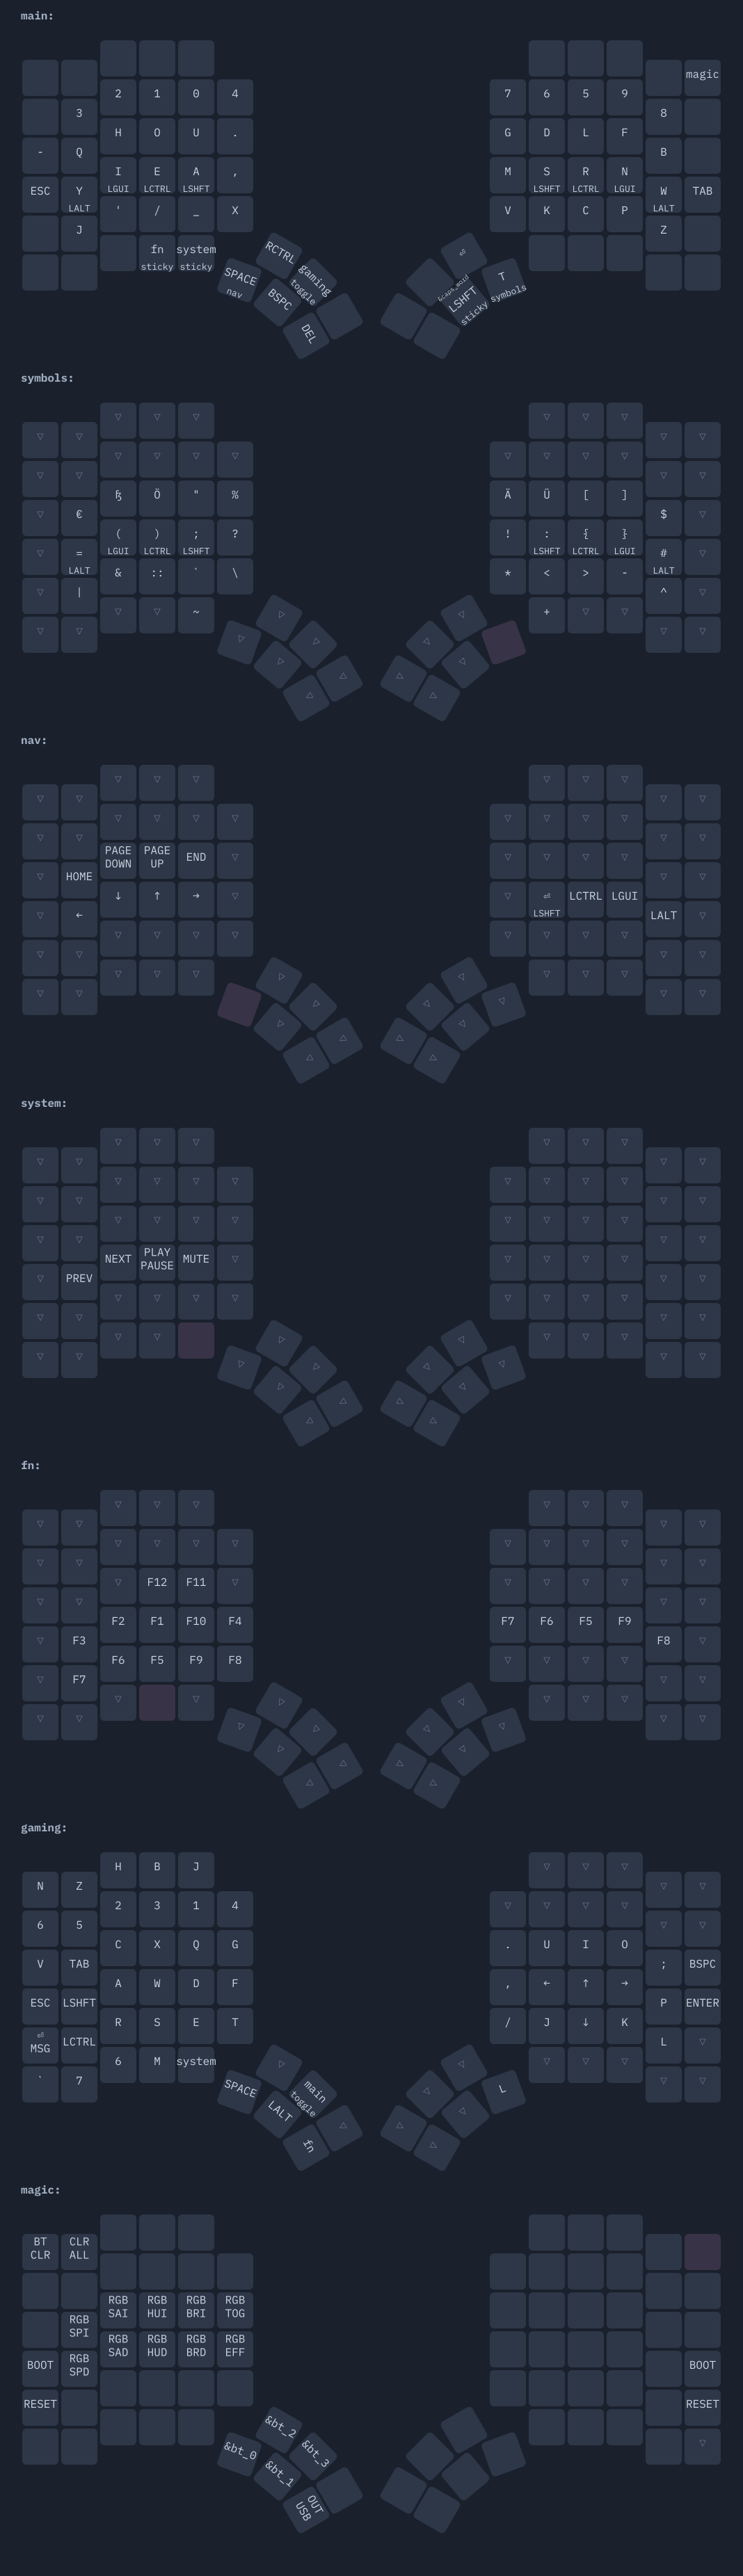 main:
magic
2 1 0 4 7 6 5 9
3 8
H O U . G D L F
- Q B
I E A , M S R N
LGUI LCTRL LSHFT LSHFT LCTRL LGUI
ESC Y W TAB
LALT LALT
' / _ X V K C P
J Z
fn system
sticky sticky
RCTRL ⏎
gaming
toggle
SPACE T
nav symbols
&caps_word
BSPC LSHFT
sticky
DEL
symbols:
▽ ▽ ▽ ▽ ▽ ▽
▽ ▽ ▽ ▽
▽ ▽ ▽ ▽ ▽ ▽ ▽ ▽
▽ ▽ ▽ ▽
Ö " % Ä Ü [ ]
▽ € $ ▽
( ) ; ? ! : { }
LGUI LCTRL LSHFT LSHFT LCTRL LGUI
▽ = # ▽
LALT LALT
& :: ` \ * < > -
▽ | ^ ▽
▽ ▽ ~ + ▽ ▽
▽ ▽ ▽ ▽
nav:
▽ ▽ ▽ ▽ ▽ ▽
▽ ▽ ▽ ▽
▽ ▽ ▽ ▽ ▽ ▽ ▽ ▽
▽ ▽ ▽ ▽
PAGE PAGE
DOWN UP END ▽ ▽ ▽ ▽ ▽
▽ HOME ▽ ▽
↓ ↑ → ▽ ▽ ⏎ LCTRL LGUI
LSHFT
▽ ← LALT ▽
▽ ▽ ▽ ▽ ▽ ▽ ▽ ▽
▽ ▽ ▽ ▽
▽ ▽ ▽ ▽ ▽ ▽
▽ ▽ ▽ ▽
system:
▽ ▽ ▽ ▽ ▽ ▽
▽ ▽ ▽ ▽
▽ ▽ ▽ ▽ ▽ ▽ ▽ ▽
▽ ▽ ▽ ▽
▽ ▽ ▽ ▽ ▽ ▽ ▽ ▽
▽ ▽ ▽ ▽
NEXT PLAY MUTE ▽ ▽ ▽ ▽ ▽
PAUSE
▽ PREV ▽ ▽
▽ ▽ ▽ ▽ ▽ ▽ ▽ ▽
▽ ▽ ▽ ▽
▽ ▽ ▽ ▽ ▽
▽ ▽ ▽ ▽
fn:
▽ ▽ ▽ ▽ ▽ ▽
▽ ▽ ▽ ▽
▽ ▽ ▽ ▽ ▽ ▽ ▽ ▽
▽ ▽ ▽ ▽
▽ F12 F11 ▽ ▽ ▽ ▽ ▽
▽ ▽ ▽ ▽
F2 F1 F10 F4 F7 F6 F5 F9
▽ F3 F8 ▽
F6 F5 F9 F8 ▽ ▽ ▽ ▽
▽ F7 ▽ ▽
▽ ▽ ▽ ▽ ▽
▽ ▽ ▽ ▽
gaming:
H B J ▽ ▽ ▽
N Z ▽ ▽
2 3 1 4 ▽ ▽ ▽ ▽
6 5 ▽ ▽
C X Q G . U I O
V TAB ; BSPC
A W D F , ← ↑ →
ESC LSHFT P ENTER
R S E T / J ↓ K
⏎
MSG LCTRL L ▽
6 M system ▽ ▽ ▽
` 7 ▽ ▽
main
toggle
SPACE L
LALT
fn
magic:
BT CLR
CLR ALL
RGB RGB RGB RGB
SAI HUI BRI TOG
RGB
SPI
RGB RGB RGB RGB
SAD HUD BRD EFF
BOOT RGB BOOT
SPD
RESET RESET
&bt_2
&bt_0 &bt_3 ▽
&bt_1
OUT
USB